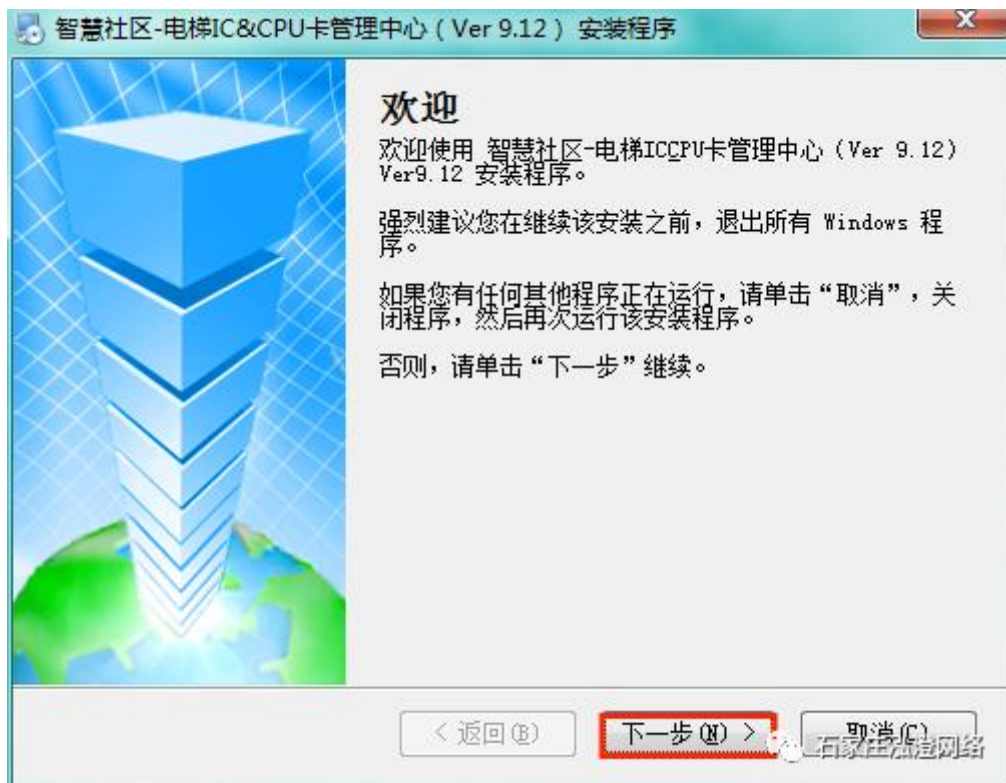 智慧社区-电梯IC&CPU卡管理中心 ( Ver 9.12 ) 安装程序
欢迎
欢迎使用 智慧社区-电梯ICCPU卡管理中心 (Ver 9.12)
Ver9.12 安装程序。
强烈建议您在继续该安装之前，退出所有 Windows 程
序。
如果您有任何其他程序正在运行，请单击“取消”，关
闭程序，然后再次运行该安装程序。
否则，请单击“下一步”继续。
< 返回(B)
下一步(N) >
取消(C)
石家庄泓澄网络